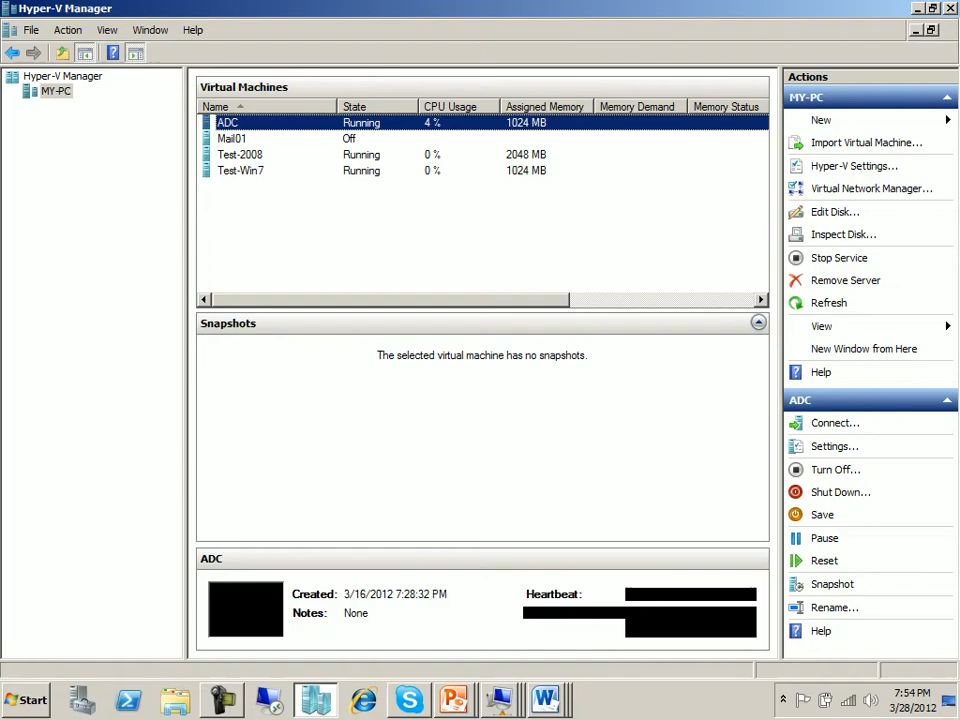 Hyper-V Manager
File Action View Window Help
Hyper-V Manager
MY-PC
Virtual Machines
Name State CPU Usage Assigned Memory Memory Demand Memory Status
ADC Running 4 % 1024 MB
Mail01 Off
Test-2008 Running 0 % 2048 MB
Test-Win7 Running 0 % 1024 MB
Snapshots
The selected virtual machine has no snapshots.
ADC
Created: 3/16/2012 7:28:32 PM Heartbeat:
Notes: None
Actions
MY-PC
New
Import Virtual Machine...
Hyper-V Settings...
Virtual Network Manager...
Edit Disk...
Inspect Disk...
Stop Service
Remove Server
Refresh
View
New Window from Here
Help
ADC
Connect...
Settings...
Turn Off...
Shut Down...
Save
Pause
Reset
Snapshot
Rename...
Help
Start
7:54 PM
3/28/2012